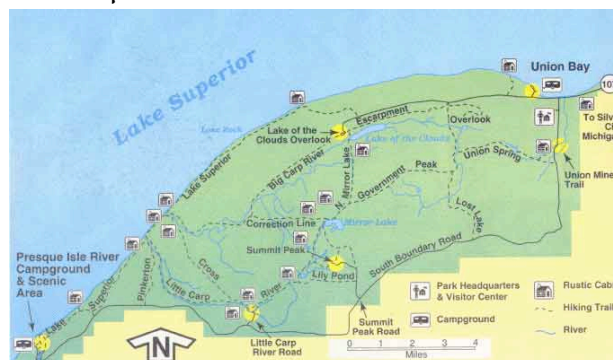 Lake Superior
Union Bay
107
To Silv
Ci
Michiga
Escarpment
Overlook
Lake of the
Clouds Overlook
Lake of the Clouds
Lake Superior
Big Carp River
Mirror Lake
Government
Peak
Union Spring
Union Mine
Trail
Correction Line
N
Mirror Lake
Lost Lake
Presque Isle River
Campground
& Scenic
Area
Summit Peak
South Boundary Road
Cross
Lily Pond
Pinkerton
Little Carp
River
Lake
Superior
Park Headquarters
& Visitor Center
Rustic Cabi
Hiking Trail
Campground
River
N
Little Carp
River Road
Summit
Peak Road
0 1 2 3 4
Miles